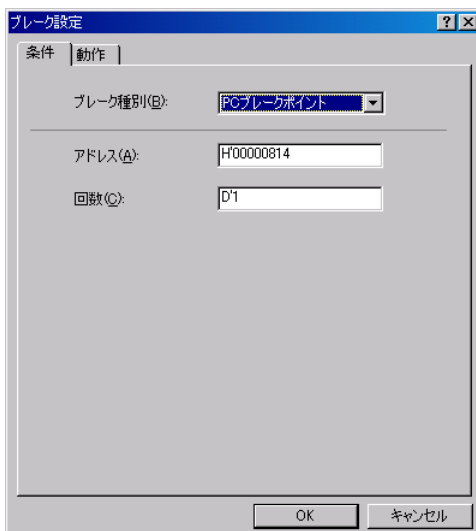 ブレーク設定
条件 動作
ブレーク種別(B): PCブレークポイント
アドレス(A): H'00000814
回数(C): D'1
OK キャンセル